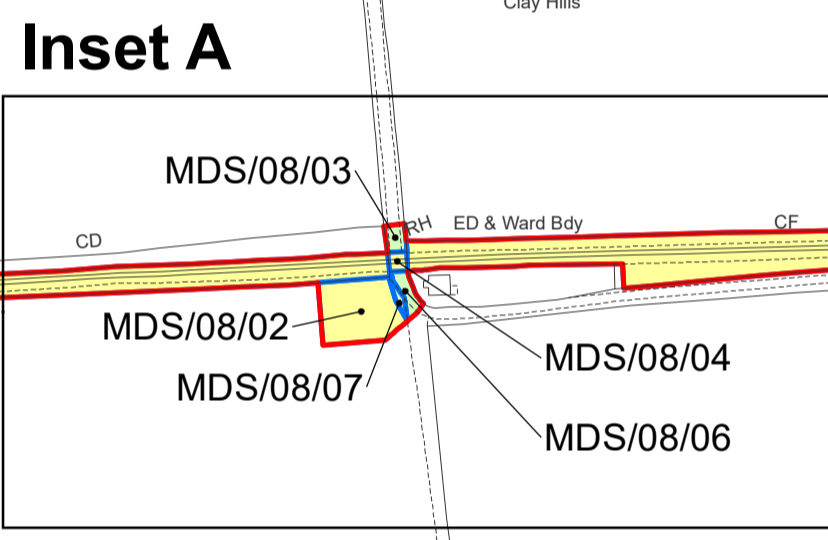 Clay Hills
Inset A
MDS/08/03
RH
ED & Ward Bdy
CF
CD
MDS/08/02
MDS/08/04
MDS/08/07
MDS/08/06